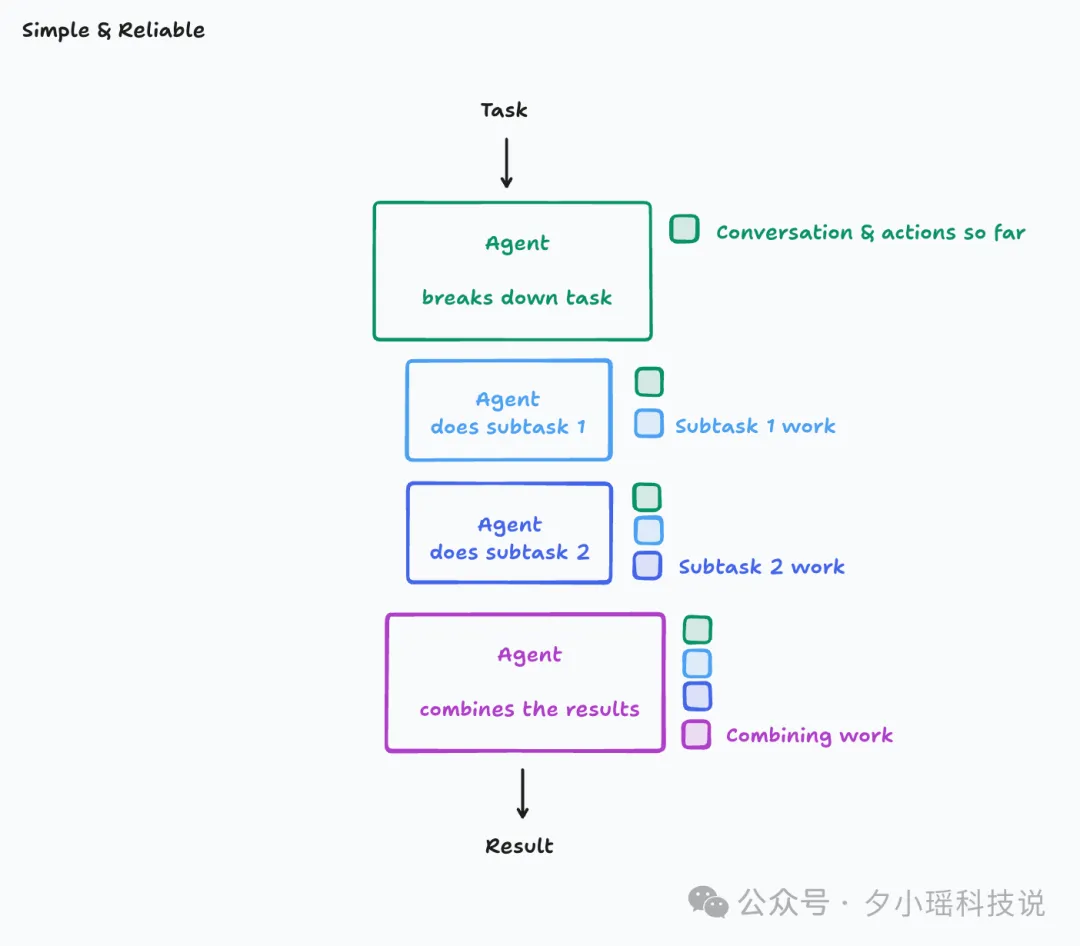 Simple & Reliable
Task
Agent
breaks down task
Conversation & actions so far
Agent
does subtask 1
Subtask 1 work
Agent
does subtask 2
Subtask 2 work
Agent
combines the results
Combining work
Result
公众号 · 夕小瑶科技说